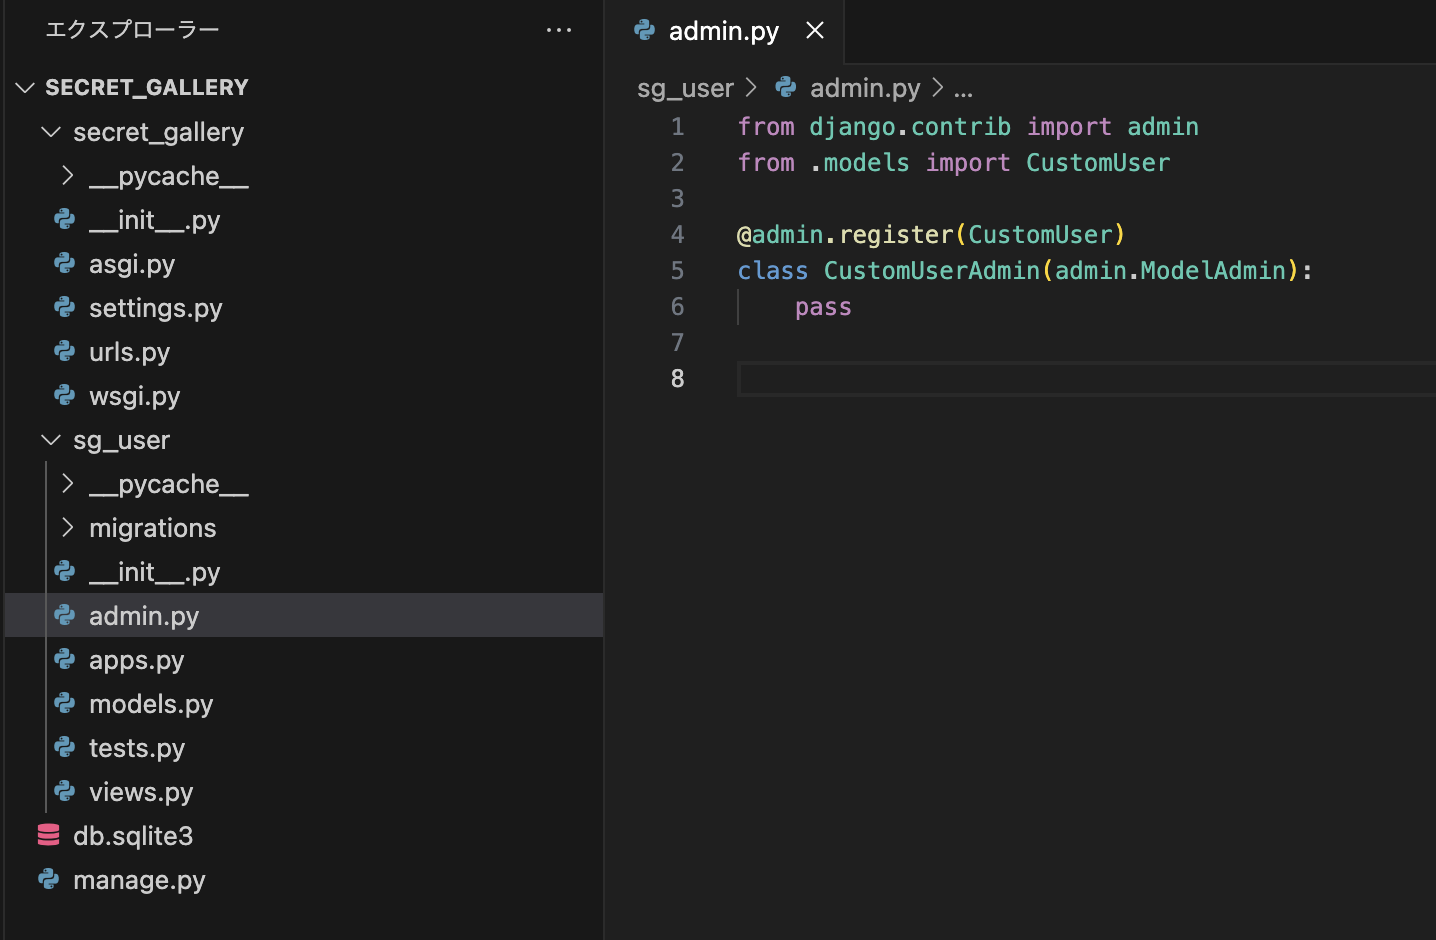 エクスプローラー
...
SECRET_GALLERY
secret_gallery
__pycache__
__init__.py
asgi.py
settings.py
urls.py
wsgi.py
sg_user
__pycache__
migrations
__init__.py
admin.py
apps.py
models.py
tests.py
views.py
db.sqlite3
manage.py
admin.py
sg_user > admin.py > ...
1 from django.contrib import admin
2 from .models import CustomUser
3
4 @admin.register(CustomUser)
5 class CustomUserAdmin(admin.ModelAdmin):
6     pass
7
8